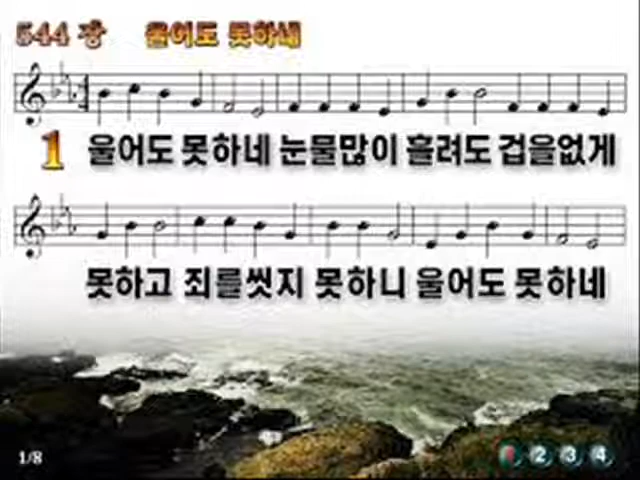 544 장 울어도 못하네
1 울어도 못하네 눈물많이 흘려도 겁을없게
못하고 죄를씻지 못하니 울어도 못하네
1/8 1 2 3 4